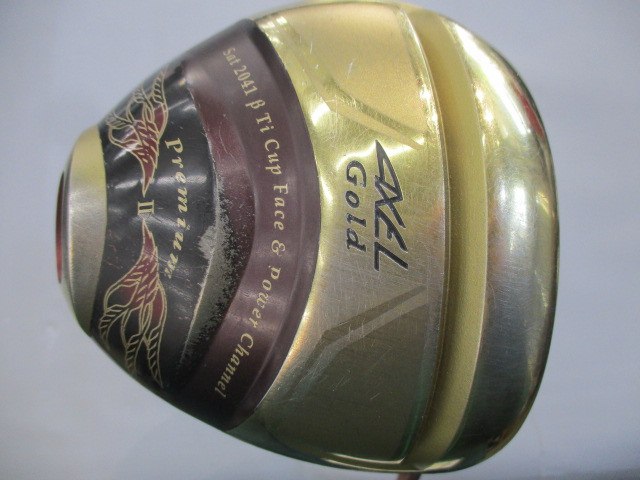 AXEL
Gold
Sat 2041 β Ti Cup Face & Power Channel
Premium
II